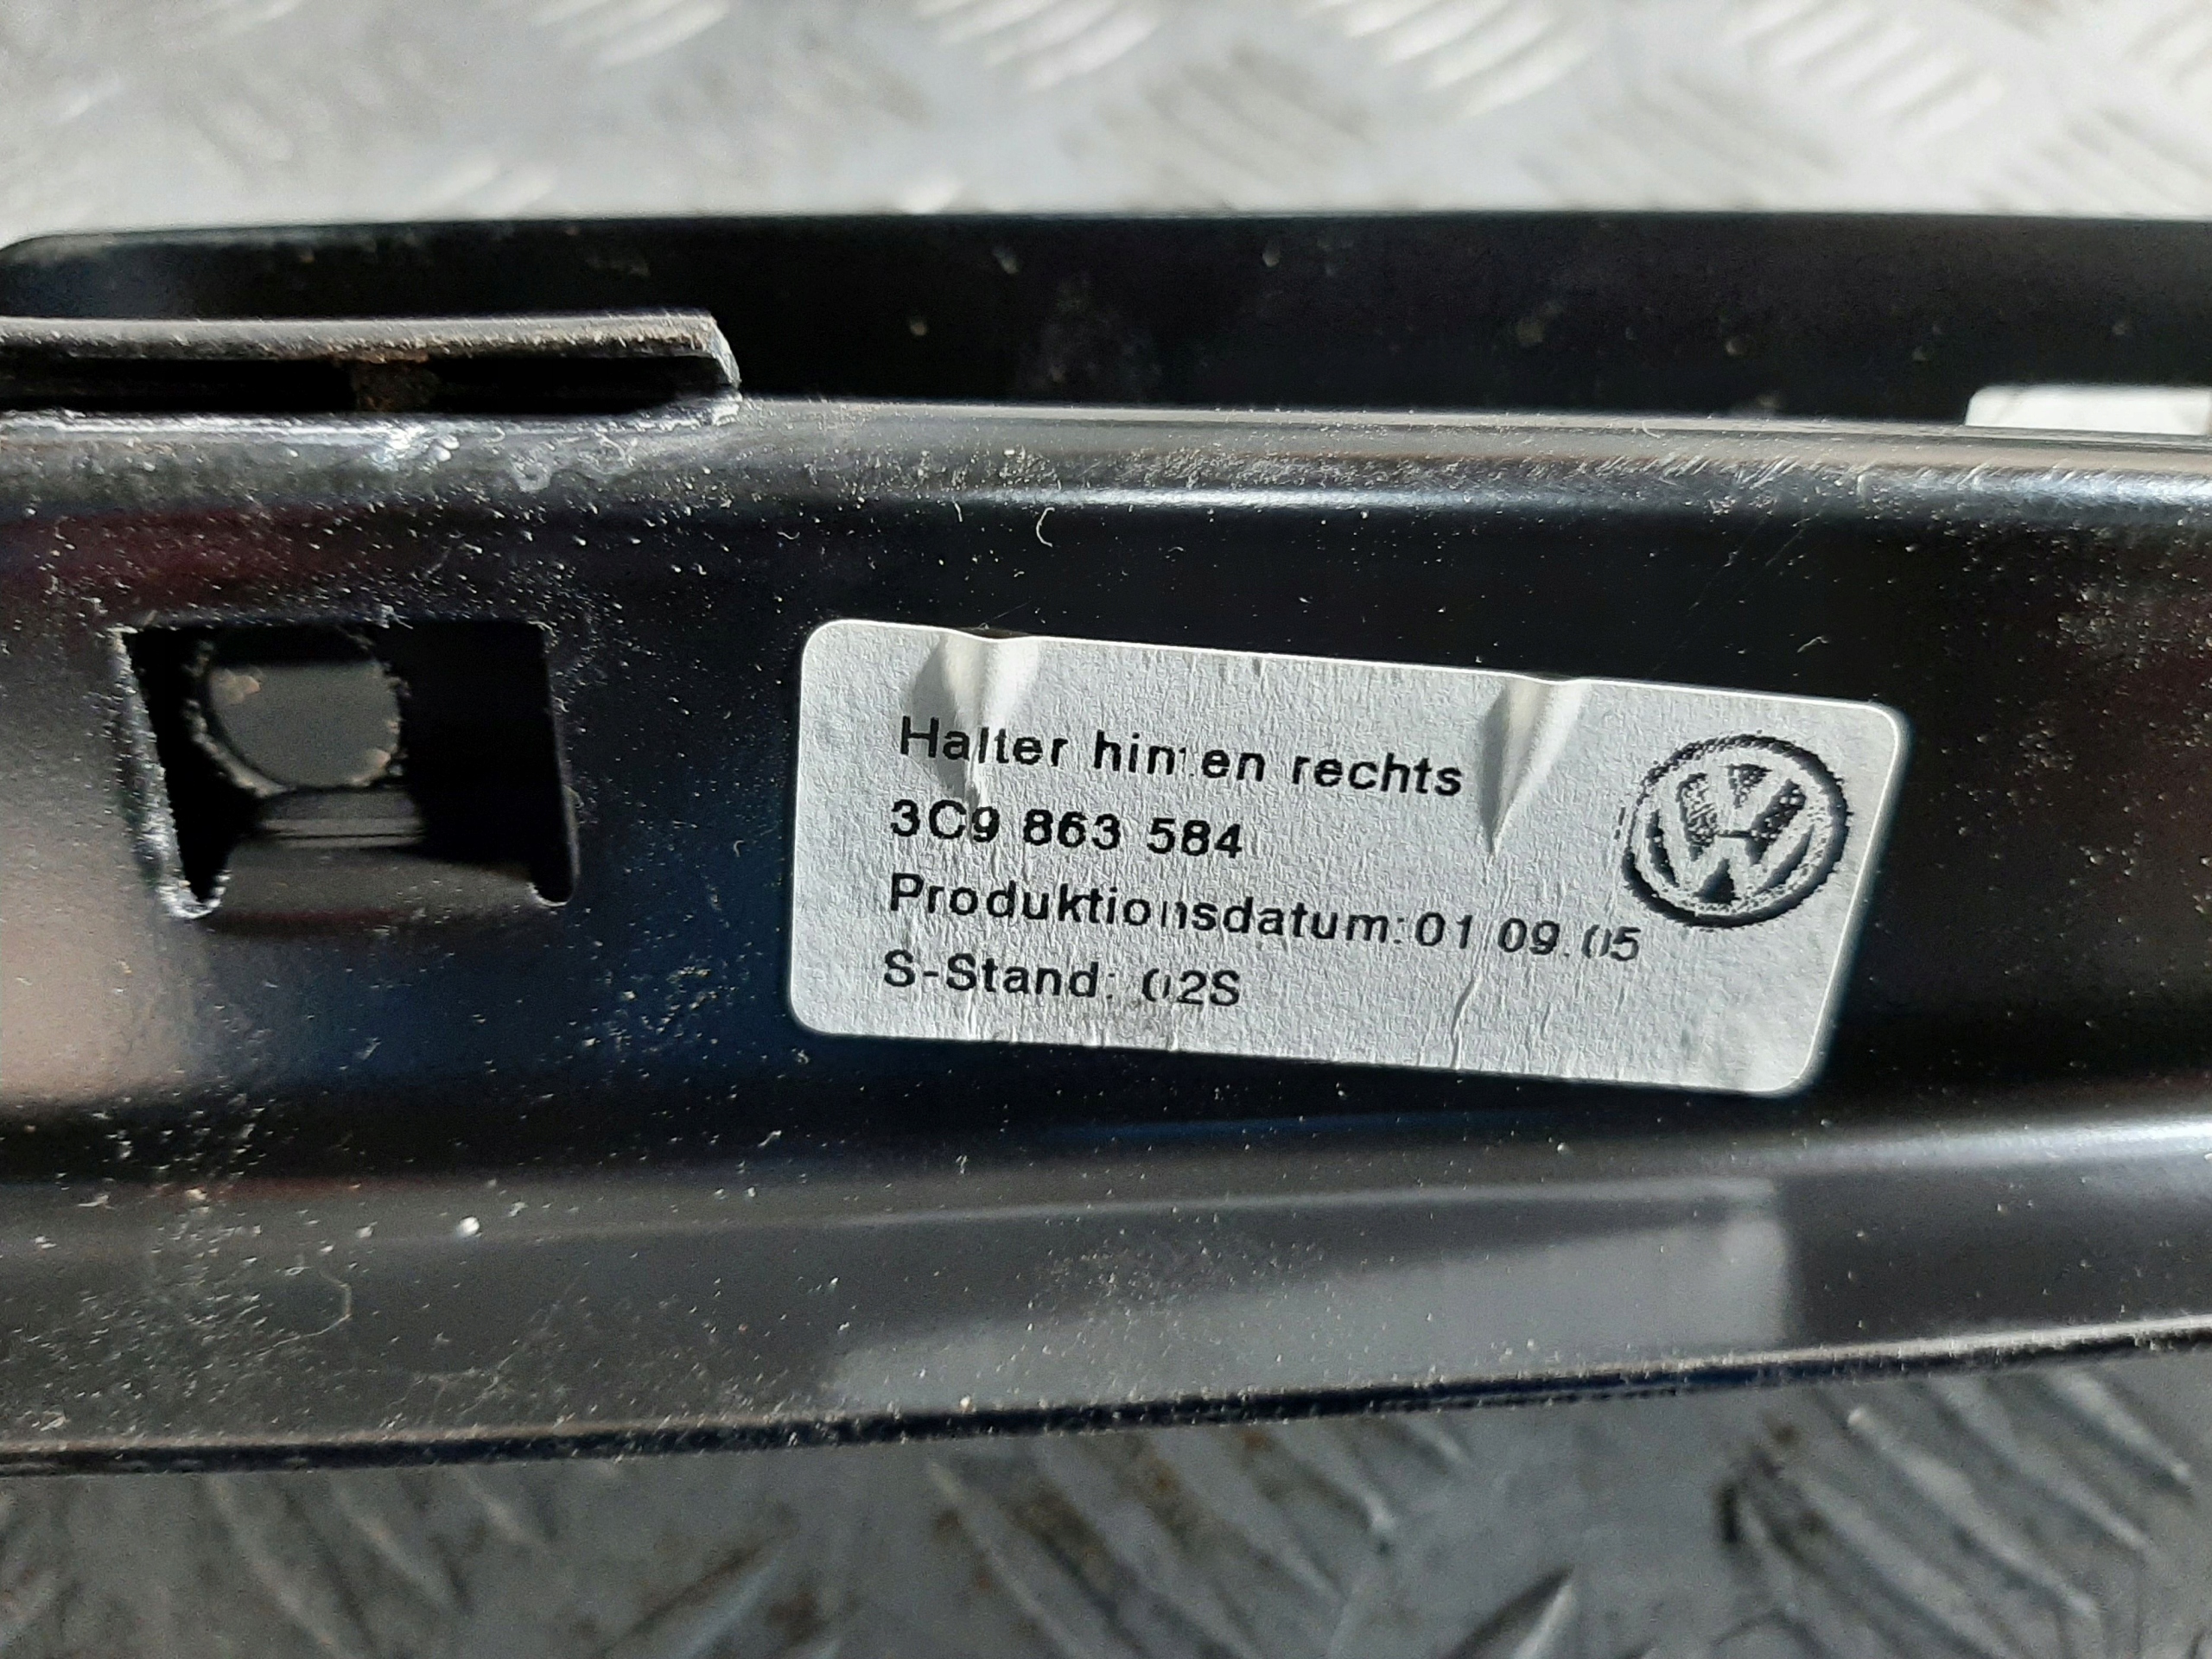 Halter hinten rechts
3C9 863 584
Produktionsdatum:01.09.05
S-Stand: 02S